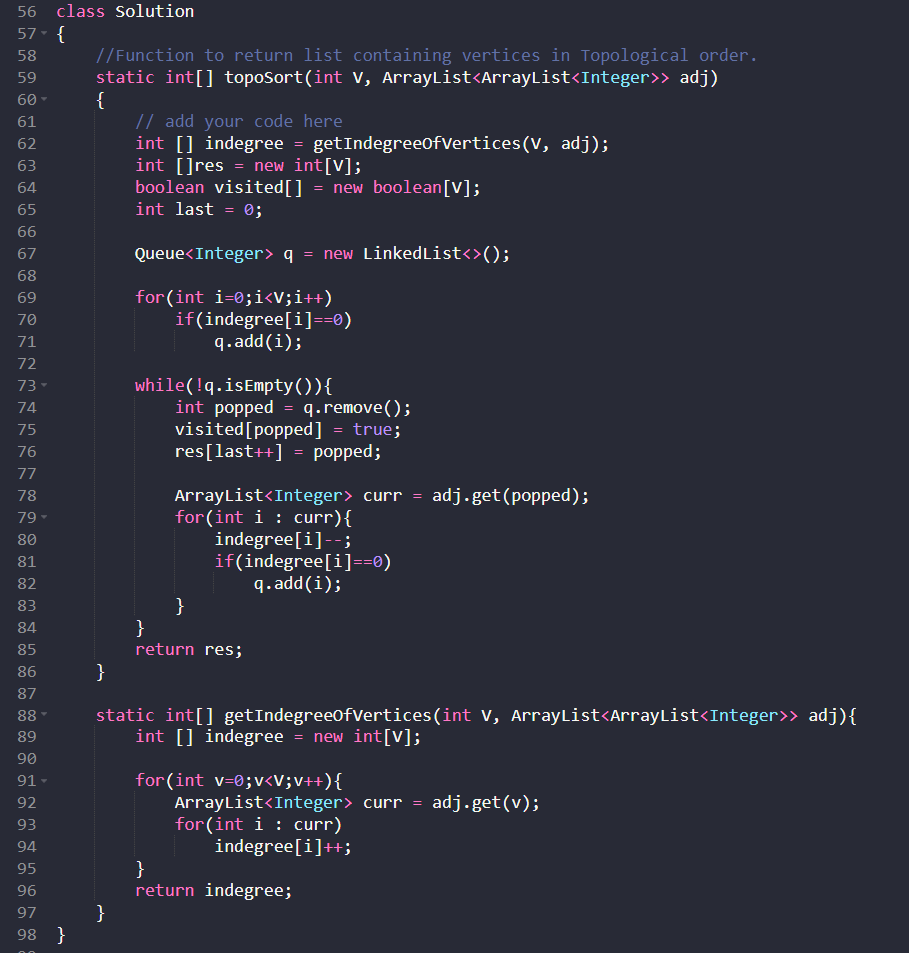 56 class Solution
57 {
58 //Function to return list containing vertices in Topological order.
59 static int[] topoSort(int V, ArrayList<ArrayList<Integer>> adj)
60 {
61 // add your code here
62 int [] indegree = getIndegreeOfVertices(V, adj);
63 int []res = new int[V];
64 boolean visited[] = new boolean[V];
65 int last = 0;
66
67 Queue<Integer> q = new LinkedList<>();
68
69 for(int i=0;i<V;i++)
70 if(indegree[i]==0)
71 q.add(i);
72
73 while(!q.isEmpty()){
74 int popped = q.remove();
75 visited[popped] = true;
76 res[last++] = popped;
77
78 ArrayList<Integer> curr = adj.get(popped);
79 for(int i : curr){
80 indegree[i]--;
81 if(indegree[i]==0)
82 q.add(i);
83 }
84 }
85 return res;
86 }
87
88 static int[] getIndegreeOfVertices(int V, ArrayList<ArrayList<Integer>> adj){
89 int [] indegree = new int[V];
90
91 for(int v=0;v<V;v++){
92 ArrayList<Integer> curr = adj.get(v);
93 for(int i : curr)
94 indegree[i]++;
95 }
96 return indegree;
97 }
98 }